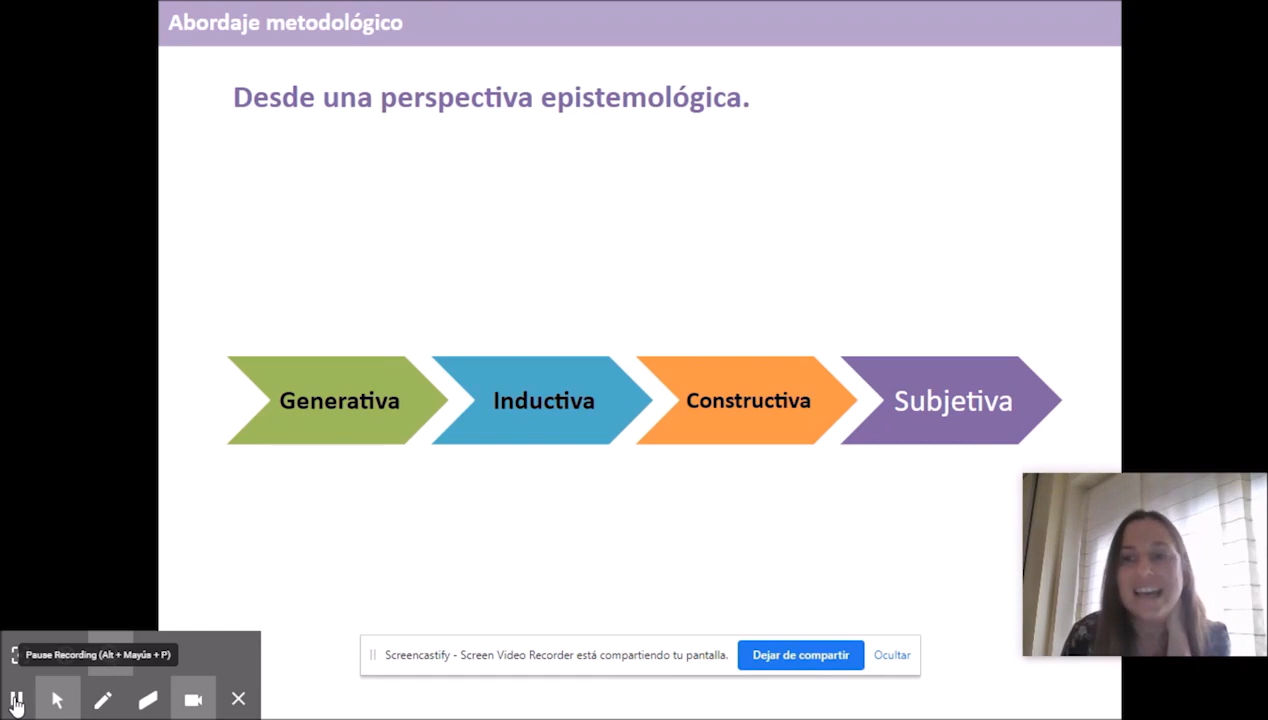 Abordaje metodológico
Desde una perspectiva epistemológica.
Generativa
Inductiva
Constructiva
Subjetiva
Screencastify - Screen Video Recorder está compartiendo tu pantalla.
Dejar de compartir
Ocultar
Pause Recording (Alt + Mayús + P)